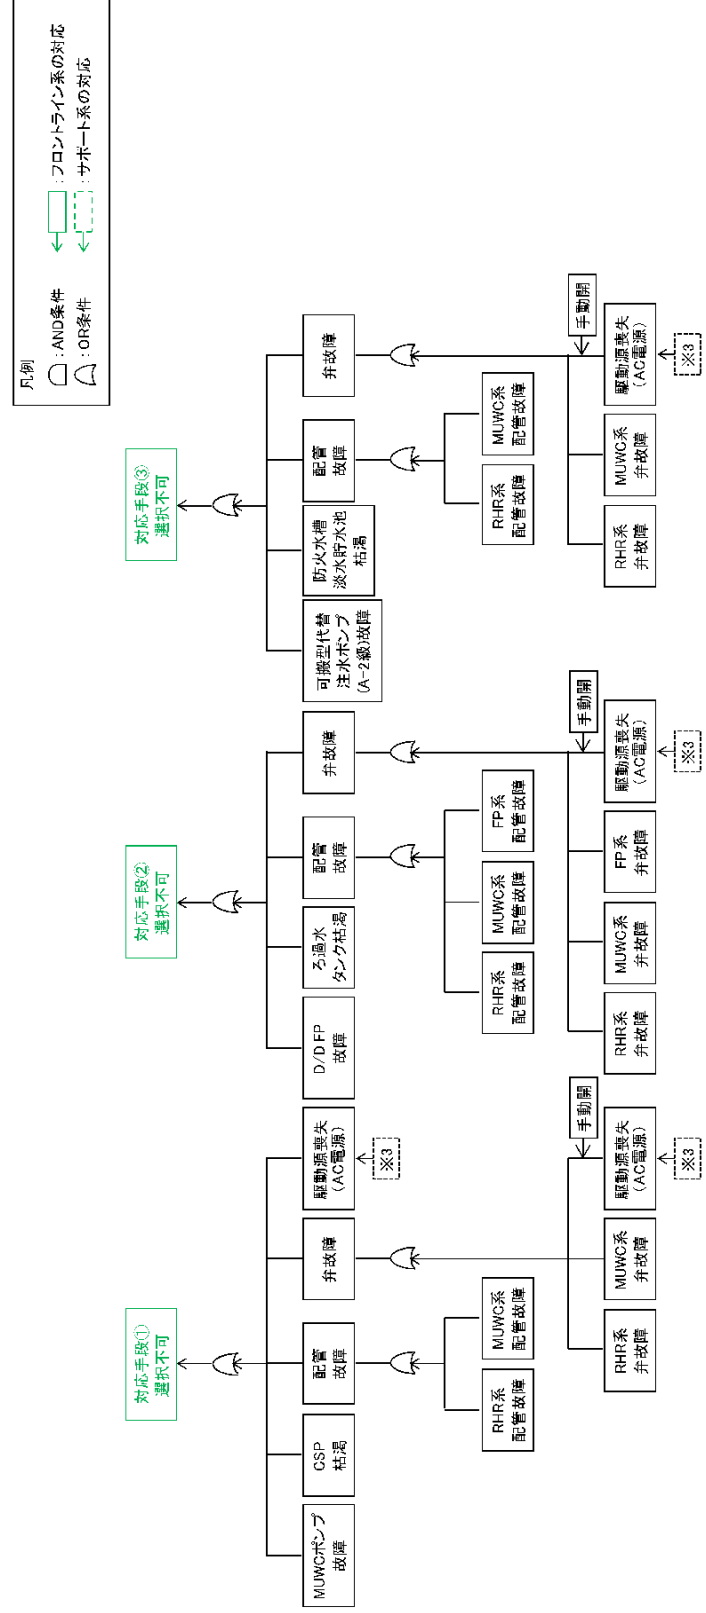 凡例
:AND条件
:フロントライン系の対応
:OR条件
:サポート系の対応
対応手段①
選択不可
MUWCポンプ
故障
CSP
枯渇
配管
故障
弁故障
駆動源喪失
(AC電源)
※3
RHR系
配管故障
MUWC系
配管故障
手動開
RHR系
弁故障
MUWC系
弁故障
駆動源喪失
(AC電源)
※3
対応手段②
選択不可
D/D FP
故障
ろ過水
タンク枯渇
配管
故障
弁故障
RHR系
配管故障
MUWC系
配管故障
FP系
配管故障
手動開
RHR系
弁故障
MUWC系
弁故障
FP系
弁故障
駆動源喪失
(AC電源)
※3
対応手段③
選択不可
可搬型代替
注水ポンプ
(A-2級)故障
防火水槽
淡水貯水池
枯渇
配管
故障
弁故障
RHR系
配管故障
MUWC系
配管故障
手動開
RHR系
弁故障
MUWC系
弁故障
駆動源喪失
(AC電源)
※3